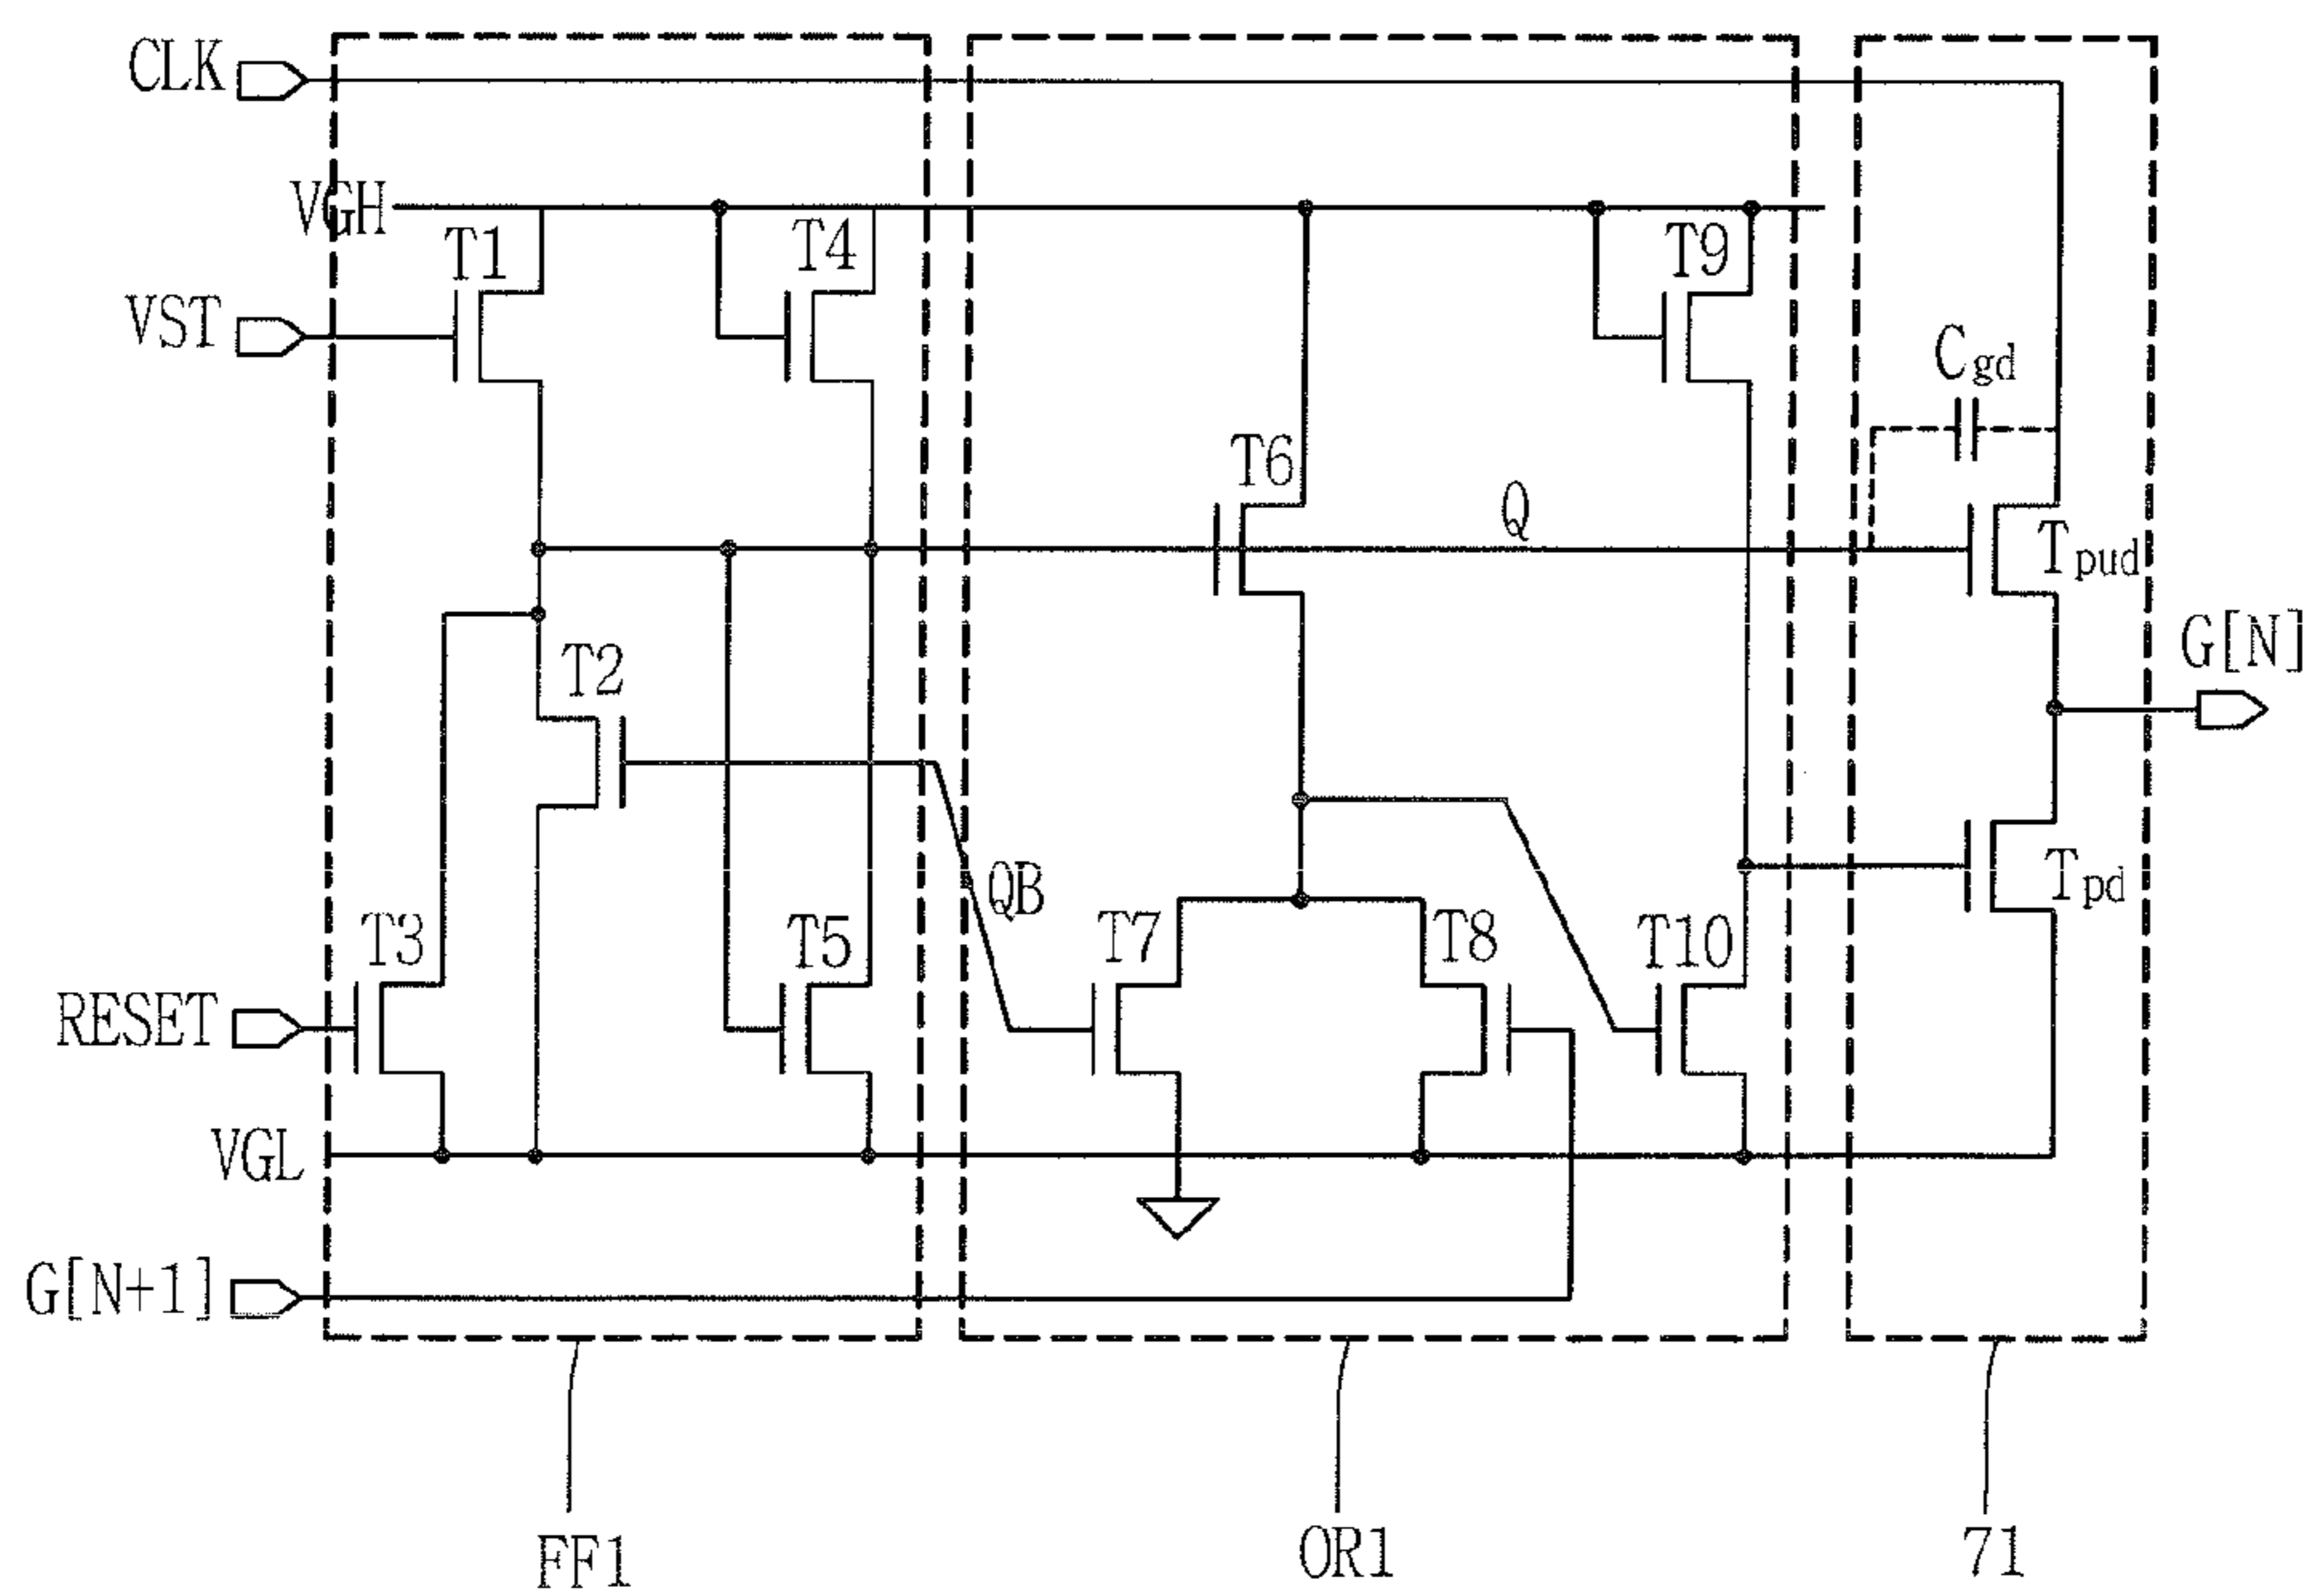 CLK
VGH
T1
T4
T9
VST
Cgd
T6
Q
Tpud
G[N]
T2
QB
Tpd
T3
T5
T7
T8
T10
RESET
VGL
G[N+1]
FF1
OR1
71